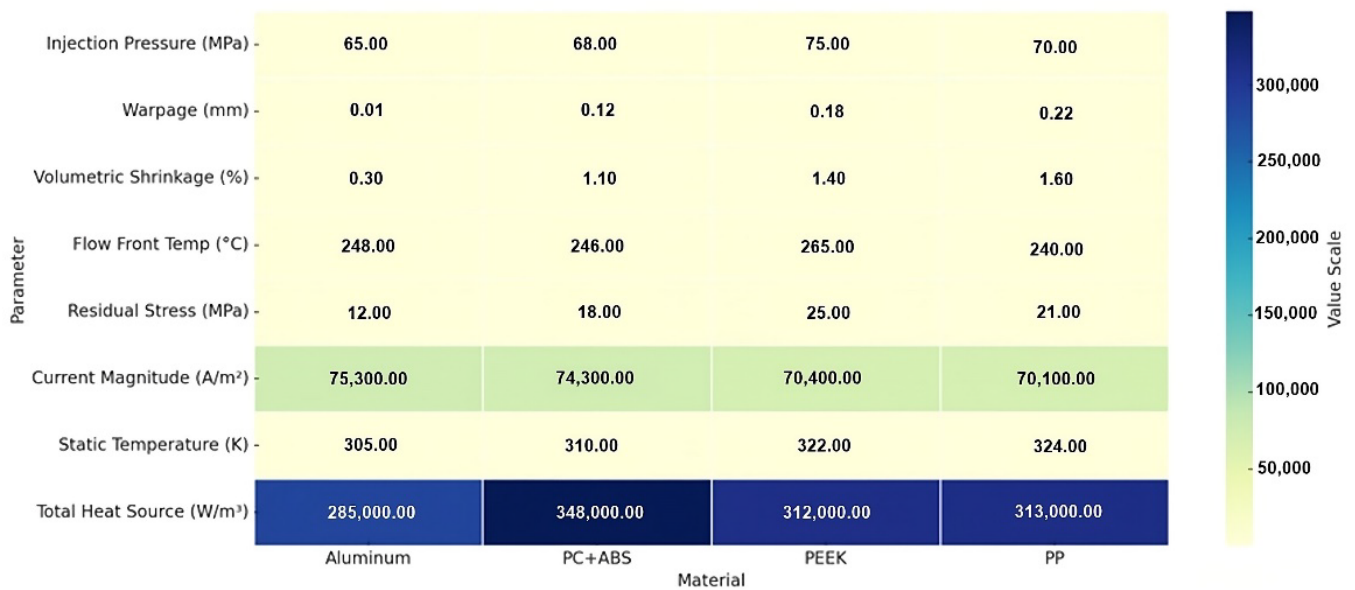 Injection Pressure (MPa) 65.00 68.00 75.00 70.00
300,000
Warpage (mm) 0.01 0.12 0.18 0.22
250,000
Volumetric Shrinkage (%) 0.30 1.10 1.40 1.60
200,000
Flow Front Temp (°C) 248.00 246.00 265.00 240.00
Parameter
Value Scale
Residual Stress (MPa) 12.00 18.00 25.00 21.00
150,000
Current Magnitude (A/m²) 75,300.00 74,300.00 70,400.00 70,100.00
100,000
Static Temperature (K) 305.00 310.00 322.00 324.00
50,000
Total Heat Source (W/m³) 285,000.00 348,000.00 312,000.00 313,000.00
Aluminum PC+ABS PEEK PP
Material